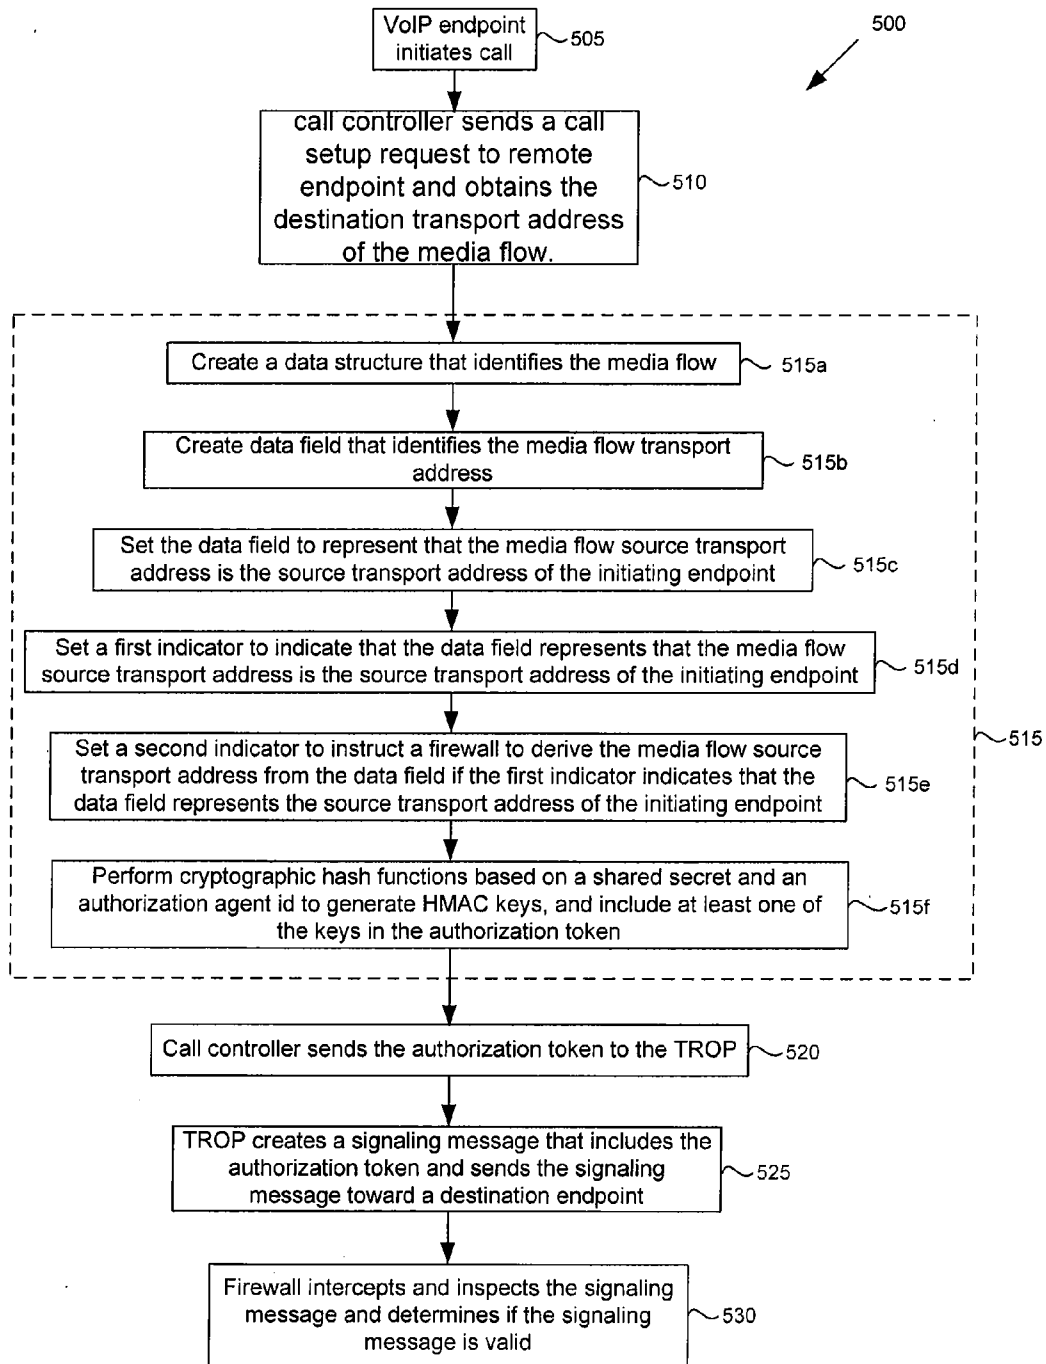 VoIP endpoint
initiates call
505
500
call controller sends a call
setup request to remote
endpoint and obtains the
destination transport address
of the media flow.
510
Create a data structure that identifies the media flow
515a
Create data field that identifies the media flow transport
address
515b
Set the data field to represent that the media flow source transport
address is the source transport address of the initiating endpoint
515c
Set a first indicator to indicate that the data field represents that the media flow
source transport address is the source transport address of the initiating endpoint
515d
Set a second indicator to instruct a firewall to derive the media flow source
transport address from the data field if the first indicator indicates that the
data field represents the source transport address of the initiating endpoint
515e
515
Perform cryptographic hash functions based on a shared secret and an
authorization agent id to generate HMAC keys, and include at least one of
the keys in the authorization token
515f
Call controller sends the authorization token to the TROP
520
TROP creates a signaling message that includes the
authorization token and sends the signaling
message toward a destination endpoint
525
Firewall intercepts and inspects the signaling
message and determines if the signaling
message is valid
530